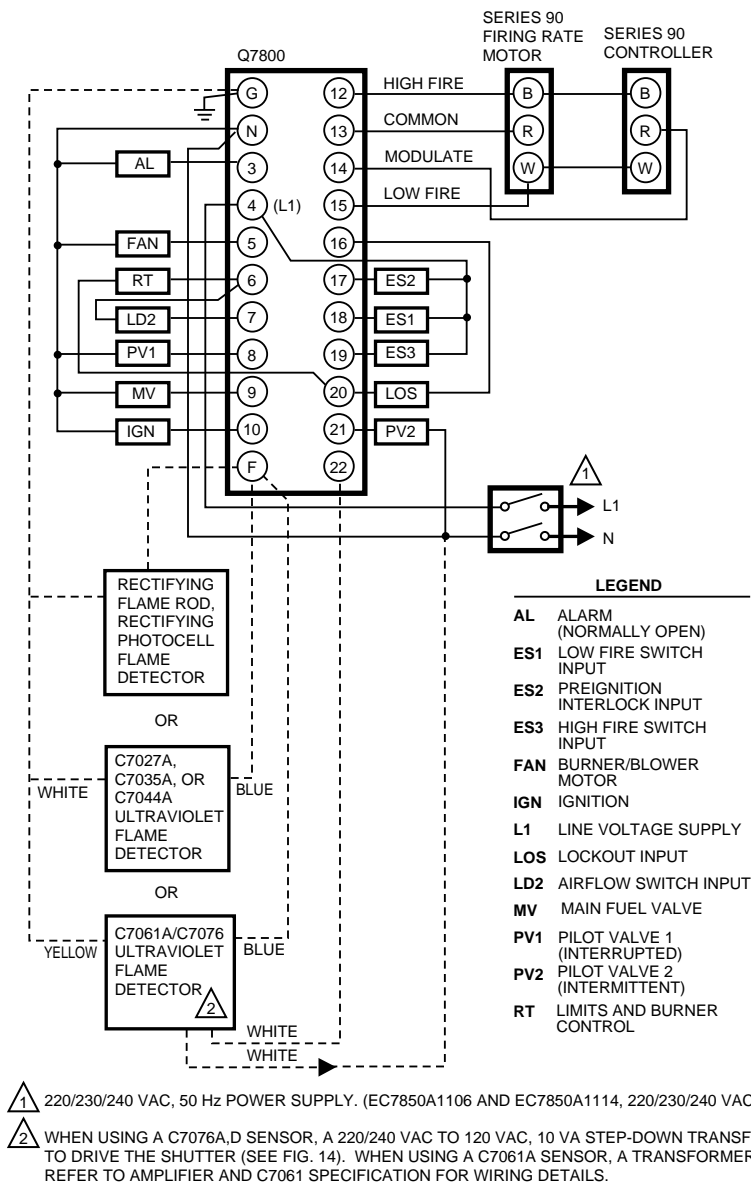 SERIES 90
FIRING RATE
MOTOR
SERIES 90
CONTROLLER
Q7800
G
12
HIGH FIRE
B
B
N
13
COMMON
R
R
AL
3
14
MODULATE
W
W
4
(L1)
15
LOW FIRE
FAN
5
16
RT
6
17
ES2
LD2
7
18
ES1
PV1
8
19
ES3
MV
9
20
LOS
IGN
10
21
PV2
F
22
1
L1
N
RECTIFYING
FLAME ROD,
RECTIFYING
PHOTOCELL
FLAME
DETECTOR
OR
C7027A,
C7035A, OR
C7044A
ULTRAVIOLET
FLAME
DETECTOR
WHITE
BLUE
OR
C7061A/C7076
ULTRAVIOLET
FLAME
DETECTOR
2
YELLOW
BLUE
WHITE
WHITE
LEGEND
AL ALARM
(NORMALLY OPEN)
ES1 LOW FIRE SWITCH
INPUT
ES2 PREIGNITION
INTERLOCK INPUT
ES3 HIGH FIRE SWITCH
INPUT
FAN BURNER/BLOWER
MOTOR
IGN IGNITION
L1 LINE VOLTAGE SUPPLY
LOS LOCKOUT INPUT
LD2 AIRFLOW SWITCH INPUT
MV MAIN FUEL VALVE
PV1 PILOT VALVE 1
(INTERRUPTED)
PV2 PILOT VALVE 2
(INTERMITTENT)
RT LIMITS AND BURNER
CONTROL
1 220/230/240 VAC, 50 Hz POWER SUPPLY. (EC7850A1106 AND EC7850A1114, 220/230/240 VAC
2 WHEN USING A C7076A,D SENSOR, A 220/240 VAC TO 120 VAC, 10 VA STEP-DOWN TRANSF
TO DRIVE THE SHUTTER (SEE FIG. 14). WHEN USING A C7061A SENSOR, A TRANSFORMER
REFER TO AMPLIFIER AND C7061 SPECIFICATION FOR WIRING DETAILS.